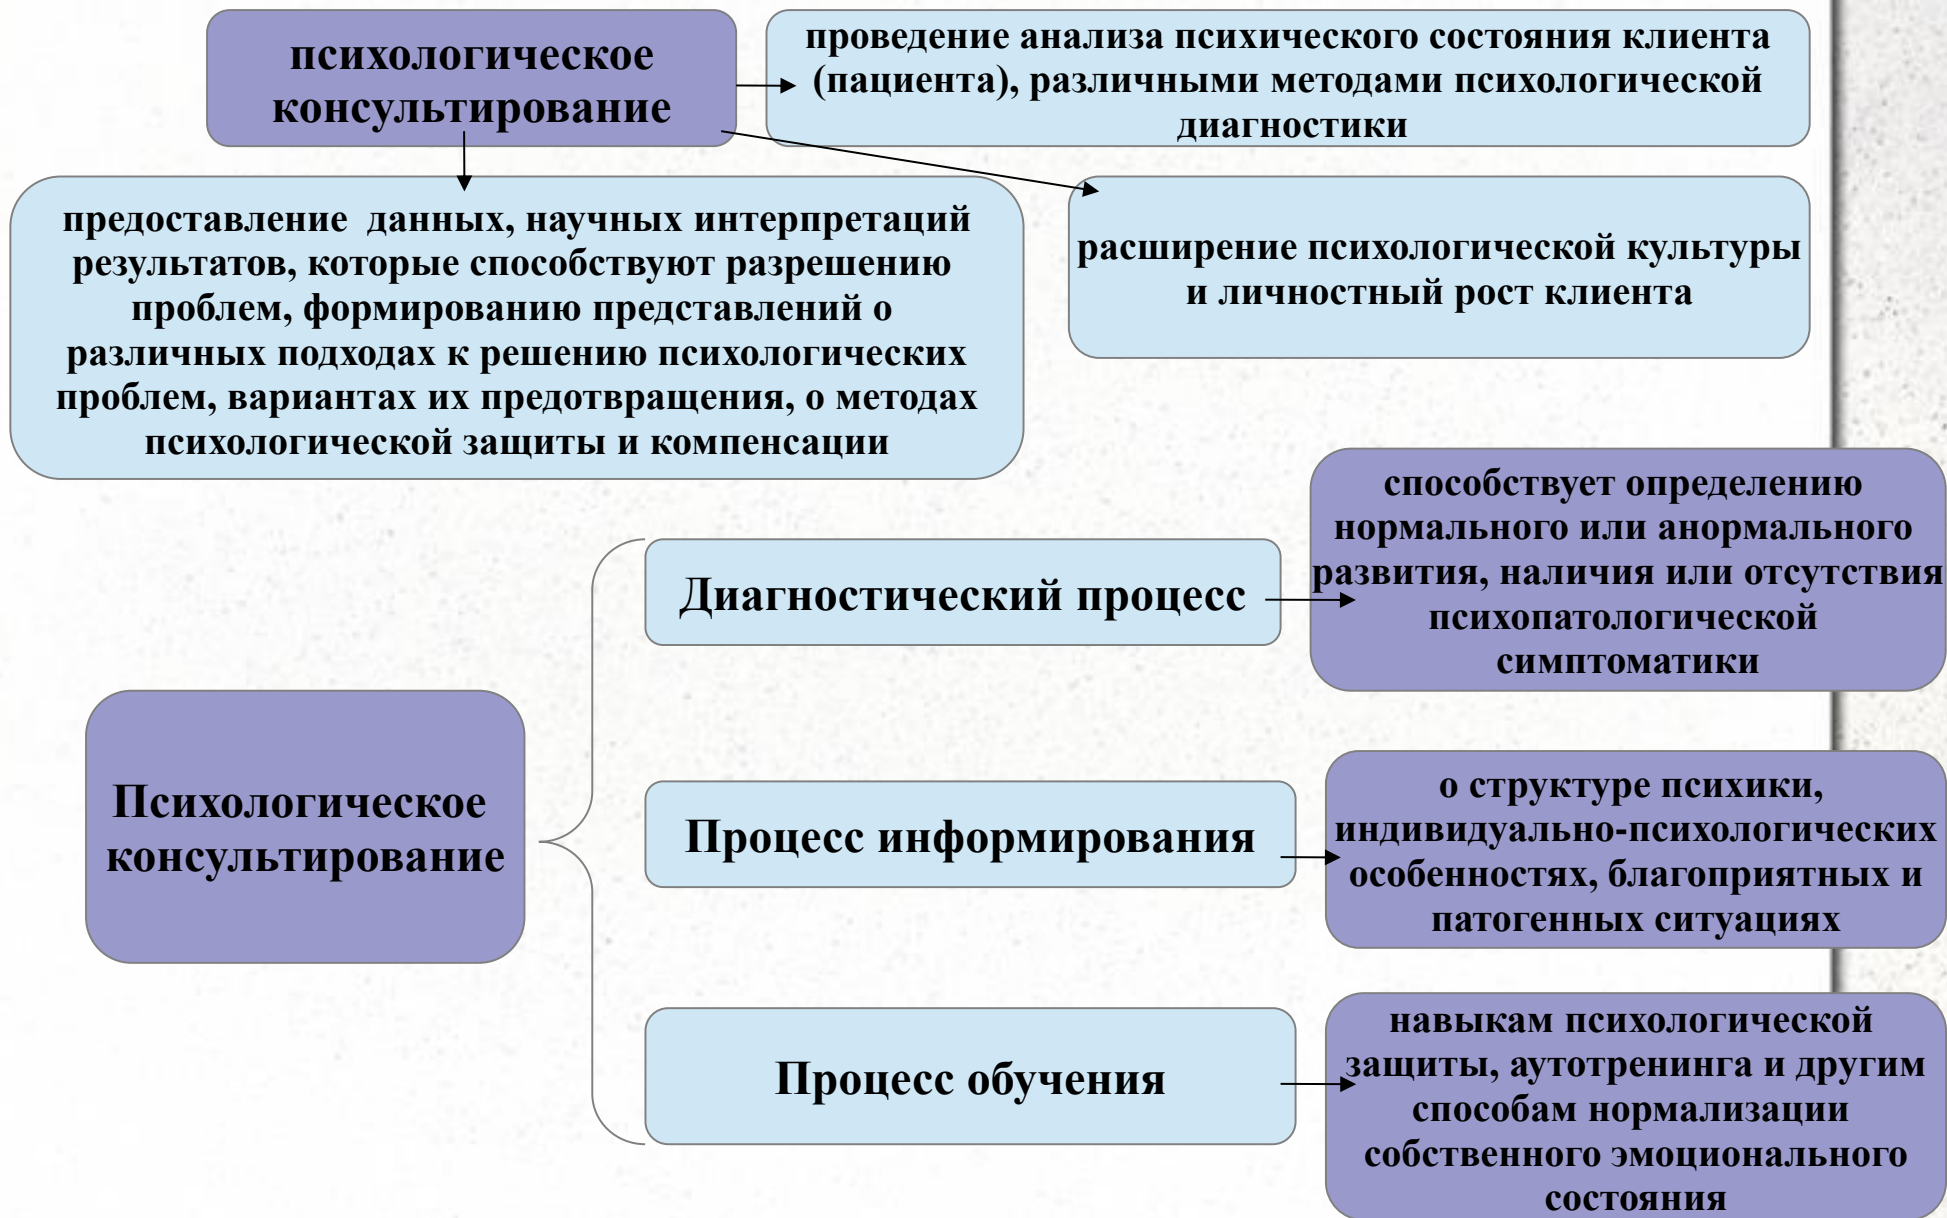 психологическое
консультирование
проведение анализа психического состояния клиента
(пациента), различными методами психологической
диагностики
предоставление данных, научных интерпретаций
результатов, которые способствуют разрешению
проблем, формированию представлений о
различных подходах к решению психологических
проблем, вариантах их предотвращения, о методах
психологической защиты и компенсации
расширение психологической культуры
и личностный рост клиента
Психологическое
консультирование
Диагностический процесс
способствует определению
нормального или анормального
развития, наличия или отсутствия
психопатологической
симптоматики
Процесс информирования
о структуре психики,
индивидуально-психологических
особенностях, благоприятных и
патогенных ситуациях
Процесс обучения
навыкам психологической
защиты, аутотренинга и другим
способам нормализации
собственного эмоционального
состояния